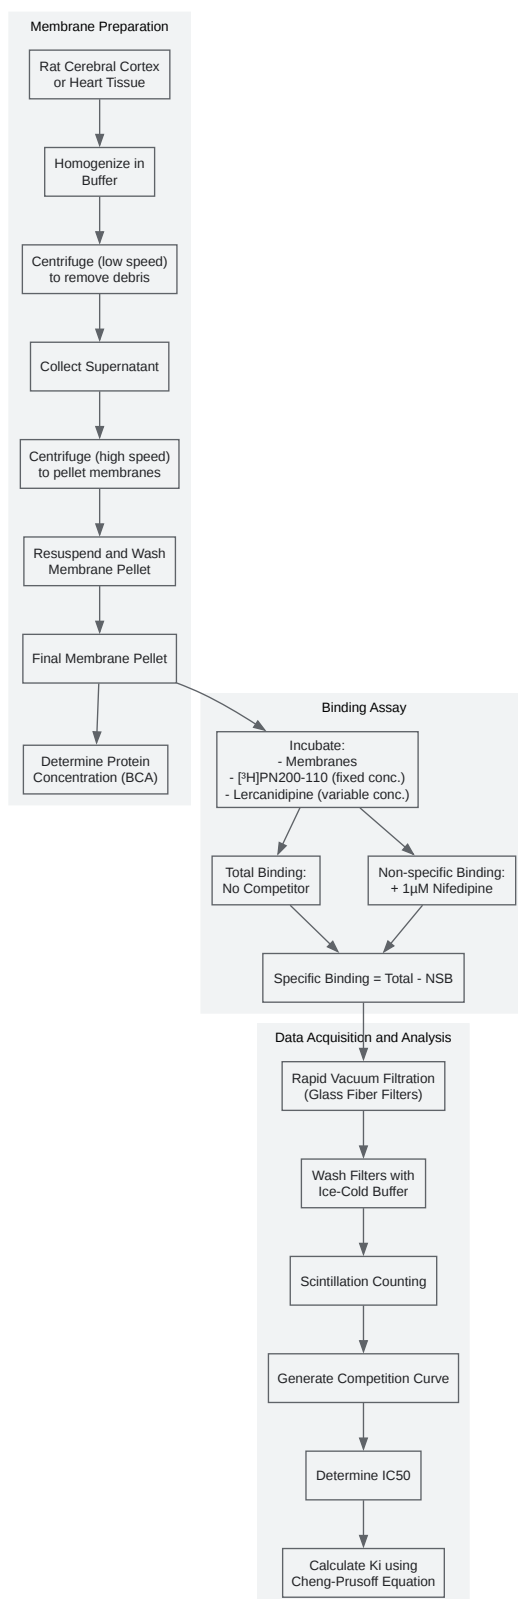 Membrane Preparation
Rat Cerebral Cortex
or Heart Tissue
Homogenize in
Buffer
Centrifuge (low speed)
to remove debris
Collect Supernatant
Centrifuge (high speed)
to pellet membranes
Resuspend and Wash
Membrane Pellet
Final Membrane Pellet
Determine Protein
Concentration (BCA)
Binding Assay
Incubate:
- Membranes
- [³H]PN200-110 (fixed conc.)
- Lercanidipine (variable conc.)
Total Binding:
No Competitor
Non-specific Binding:
+ 1µM Nifedipine
Specific Binding = Total - NSB
Data Acquisition and Analysis
Rapid Vacuum Filtration
(Glass Fiber Filters)
Wash Filters with
Ice-Cold Buffer
Scintillation Counting
Generate Competition Curve
Determine IC50
Calculate Ki using
Cheng-Prusoff Equation